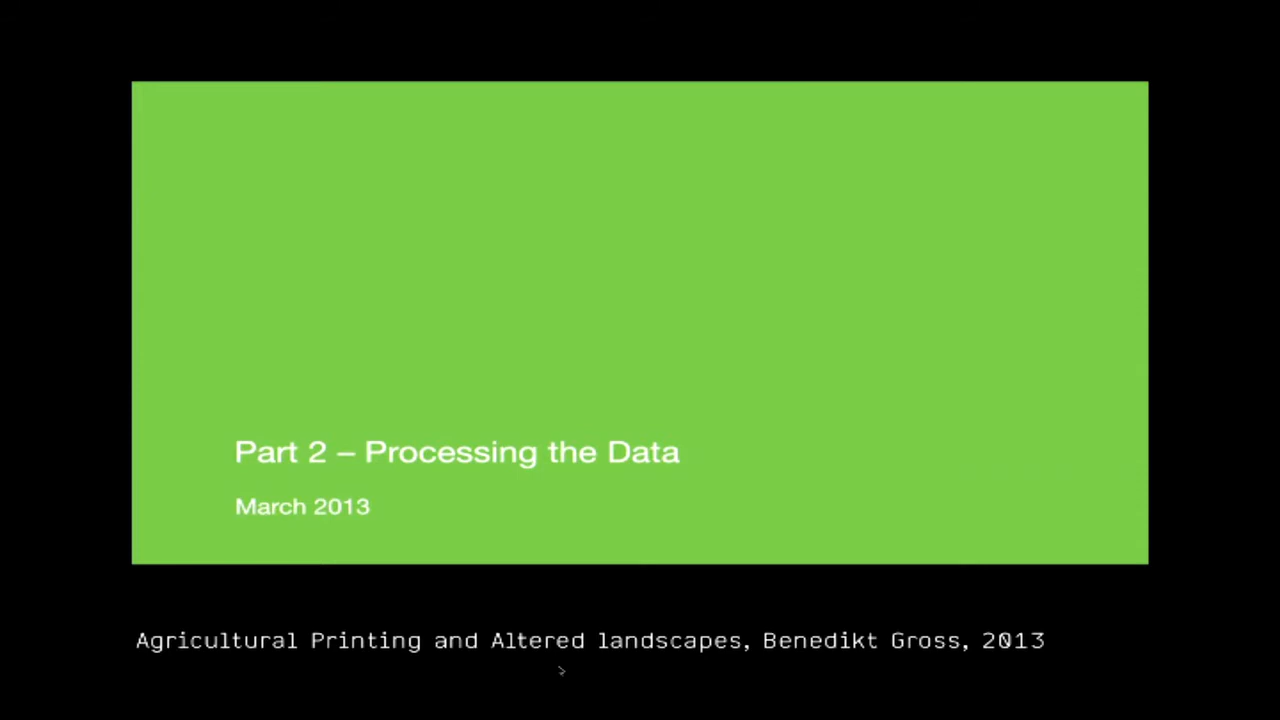 Part 2 – Processing the Data
March 2013
Agricultural Printing and Altered landscapes, Benedikt Gross, 2013